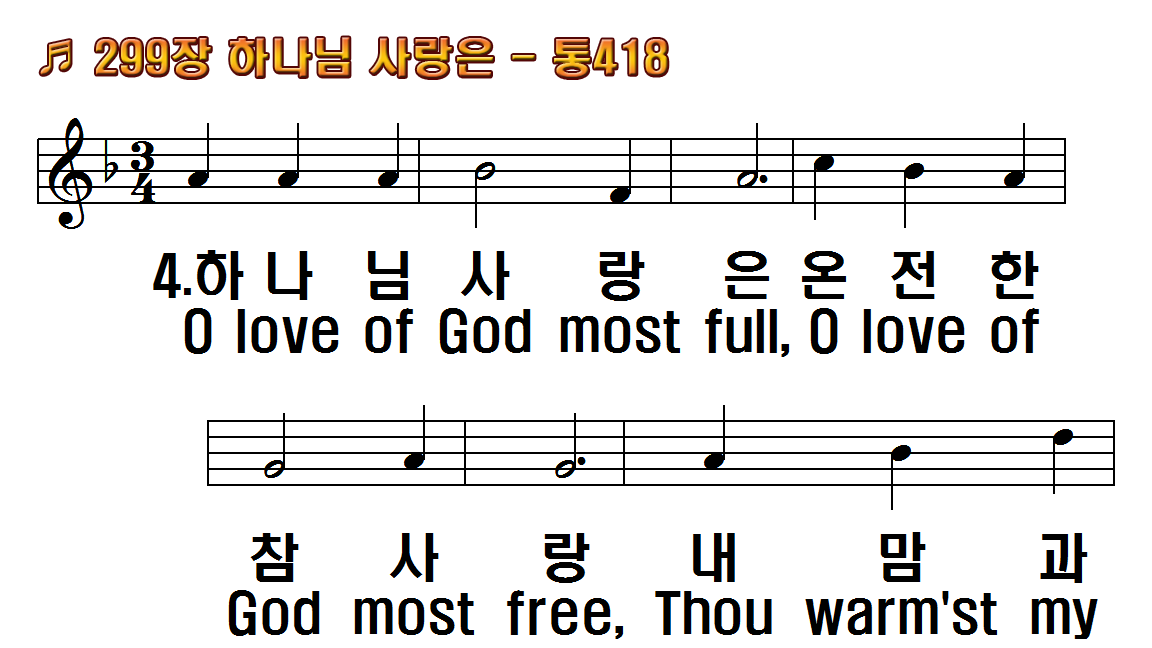 ♬ 299장 하나님 사랑은 - 통418
3
4
4.하 나 님 사 랑 은 온 전 한
O love of God most full, O love of
참 사 랑 내 맘 과
God most free, Thou warm'st my